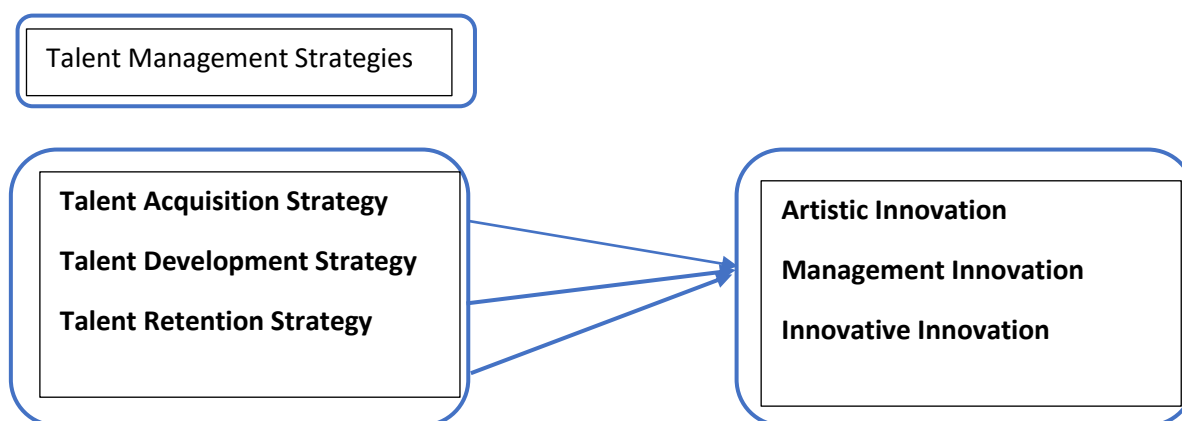 Talent Management Strategies
Talent Acquisition Strategy
Talent Development Strategy
Talent Retention Strategy
Artistic Innovation
Management Innovation
Innovative Innovation